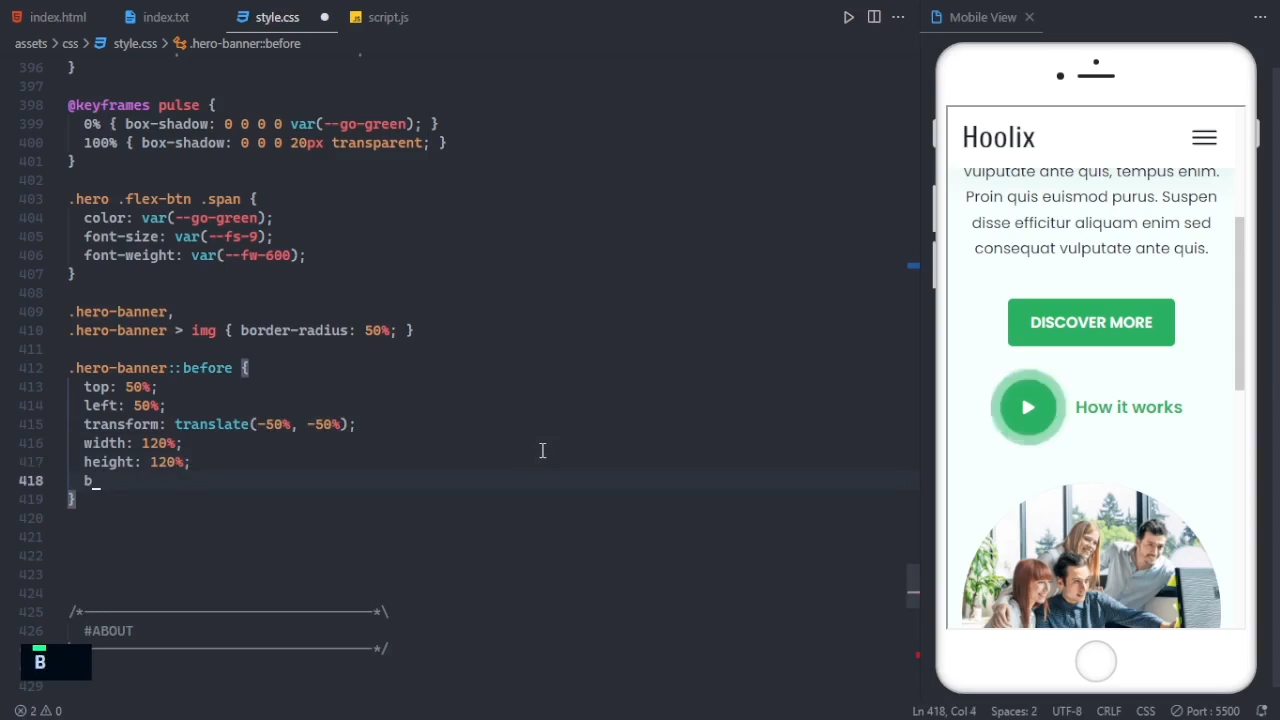 index.html
index.txt
style.css
script.js
Mobile View
assets > css > style.css > .hero-banner::before
396 }
397
398 @keyframes pulse {
399 0% { box-shadow: 0 0 0 0 var(--go-green); }
400 100% { box-shadow: 0 0 0 20px transparent; }
401 }
402
403 .hero .flex-btn .span {
404 color: var(--go-green);
405 font-size: var(--fs-9);
406 font-weight: var(--fw-600);
407 }
408
409 .hero-banner,
410 .hero-banner > img { border-radius: 50%; }
411
412 .hero-banner::before {
413 top: 50%;
414 left: 50%;
415 transform: translate(-50%, -50%);
416 width: 120%;
417 height: 120%;
418 b
419 }
420
421
422
423
424
425 /*-----------------------------------*\
426 #ABOUT
-----------------------------------*/
429
B
Hoolix
vulputate ante quis, tempus enim.
Proin quis euismod purus. Suspen
disse efficitur aliquam enim sed
consequat vulputate ante quis.
DISCOVER MORE
How it works
2 0
Ln 418, Col 4
Spaces: 2
UTF-8
CRLF
CSS
Port : 5500